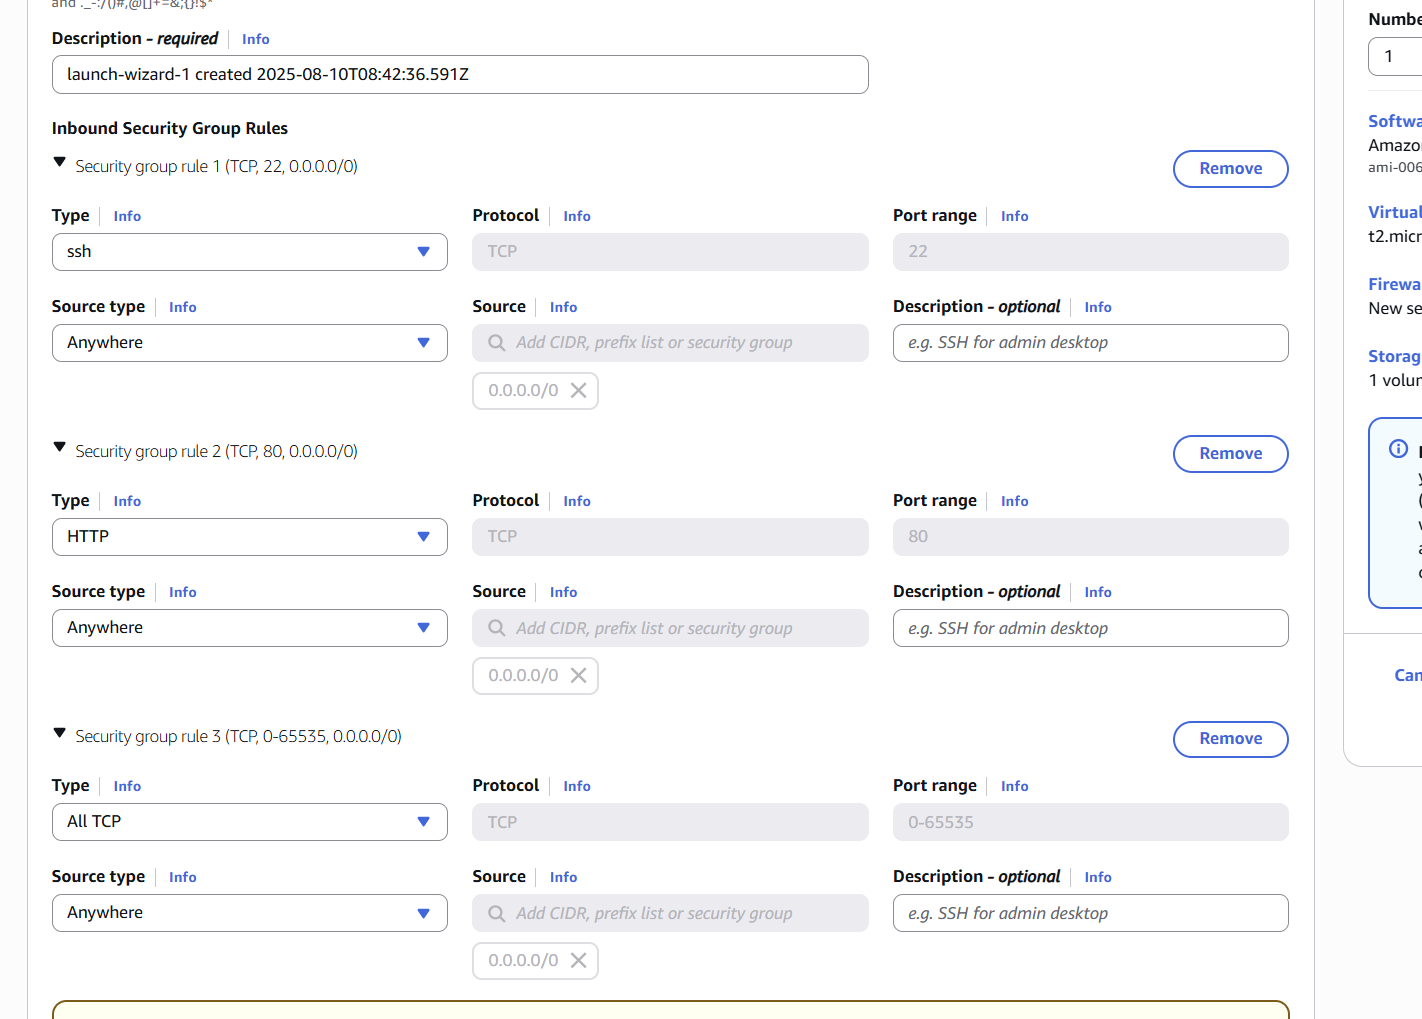 and ._-:/()#,@[]+=&;{}!$*
Description - required Info
launch-wizard-1 created 2025-08-10T08:42:36.591Z
Inbound Security Group Rules
Security group rule 1 (TCP, 22, 0.0.0.0/0)
Remove
Type Info Protocol Info Port range Info
ssh TCP 22
Source type Info Source Info Description - optional Info
Anywhere Add CIDR, prefix list or security group e.g. SSH for admin desktop
0.0.0.0/0
Security group rule 2 (TCP, 80, 0.0.0.0/0)
Remove
Type Info Protocol Info Port range Info
HTTP TCP 80
Source type Info Source Info Description - optional Info
Anywhere Add CIDR, prefix list or security group e.g. SSH for admin desktop
0.0.0.0/0
Security group rule 3 (TCP, 0-65535, 0.0.0.0/0)
Remove
Type Info Protocol Info Port range Info
All TCP TCP 0-65535
Source type Info Source Info Description - optional Info
Anywhere Add CIDR, prefix list or security group e.g. SSH for admin desktop
0.0.0.0/0
Numbe
1
Softwa
Amazo
ami-006
Virtual
t2.micr
Firewa
New se
Storag
1 volu
Can